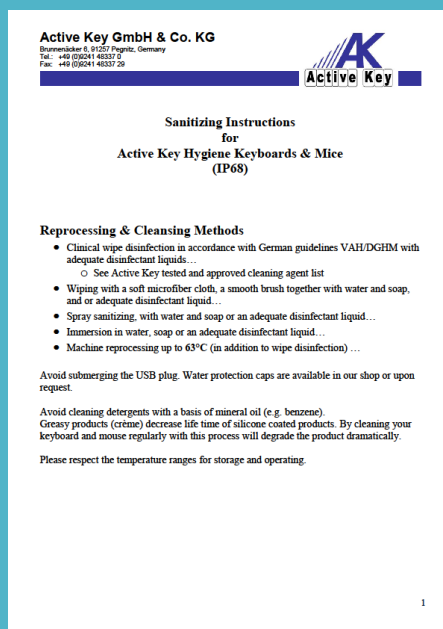 Active Key GmbH & Co. KG
Brunnenäcker 6, 91257 Pegnitz, Germany
Tel.: +49 (0)9241 48337 0
Fax: +49 (0)9241 48337 29
AK
Active Key
Sanitizing Instructions
for
Active Key Hygiene Keyboards & Mice
(IP68)
Reprocessing & Cleansing Methods
● Clinical wipe disinfection in accordance with German guidelines VAH/DGHM with
adequate disinfectant liquids…
○ See Active Key tested and approved cleaning agent list
● Wiping with a soft microfiber cloth, a smooth brush together with water and soap,
and or adequate disinfectant liquid…
● Spray sanitizing, with water and soap or an adequate disinfectant liquid…
● Immersion in water, soap or an adequate disinfectant liquid…
● Machine reprocessing up to 63°C (in addition to wipe disinfection) …
Avoid submerging the USB plug. Water protection caps are available in our shop or upon
request.
Avoid cleaning detergents with a basis of mineral oil (e.g. benzene).
Greasy products (crème) decrease life time of silicone coated products. By cleaning your
keyboard and mouse regularly with this process will degrade the product dramatically.
Please respect the temperature ranges for storage and operating.
1